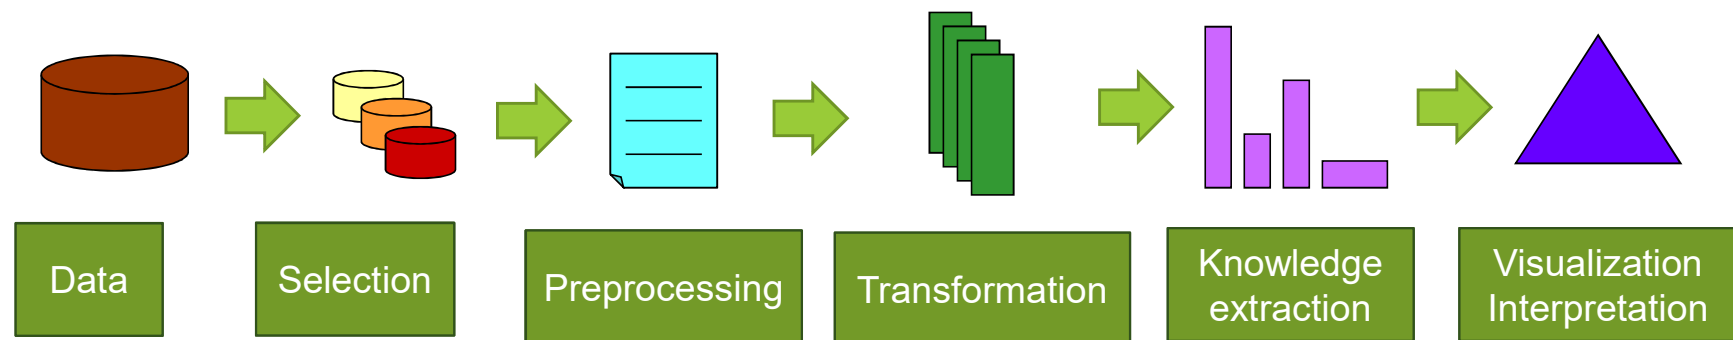 Data
Selection
Preprocessing
Transformation
Knowledge
extraction
Visualization
Interpretation